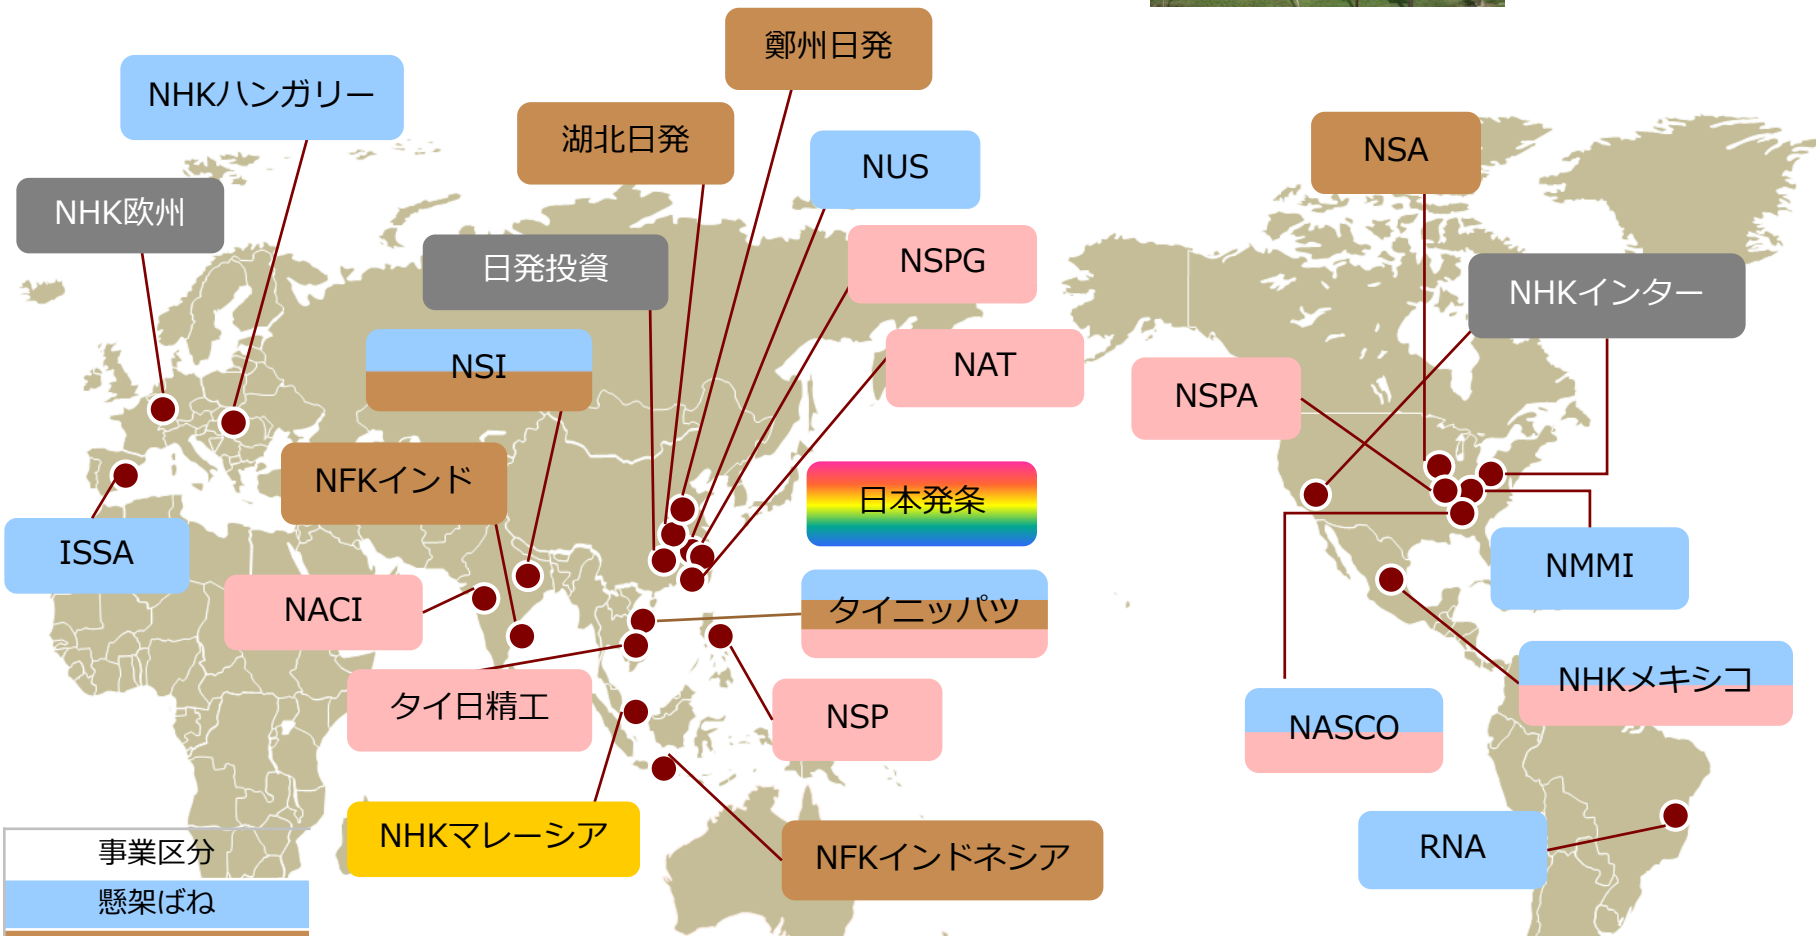 鄭州日発
NHKハンガリー
湖北日発
NSA
NUS
NHK欧州
NSPG
日発投資
NHKインター
NSI
NAT
NSPA
NFKインド
日本発条
ISSA
NMMI
NACI
タイニッパツ
NHKメキシコ
タイ日精工
NSP
NASCO
NHKマレーシア
NFKインドネシア
RNA
事業区分
懸架ばね